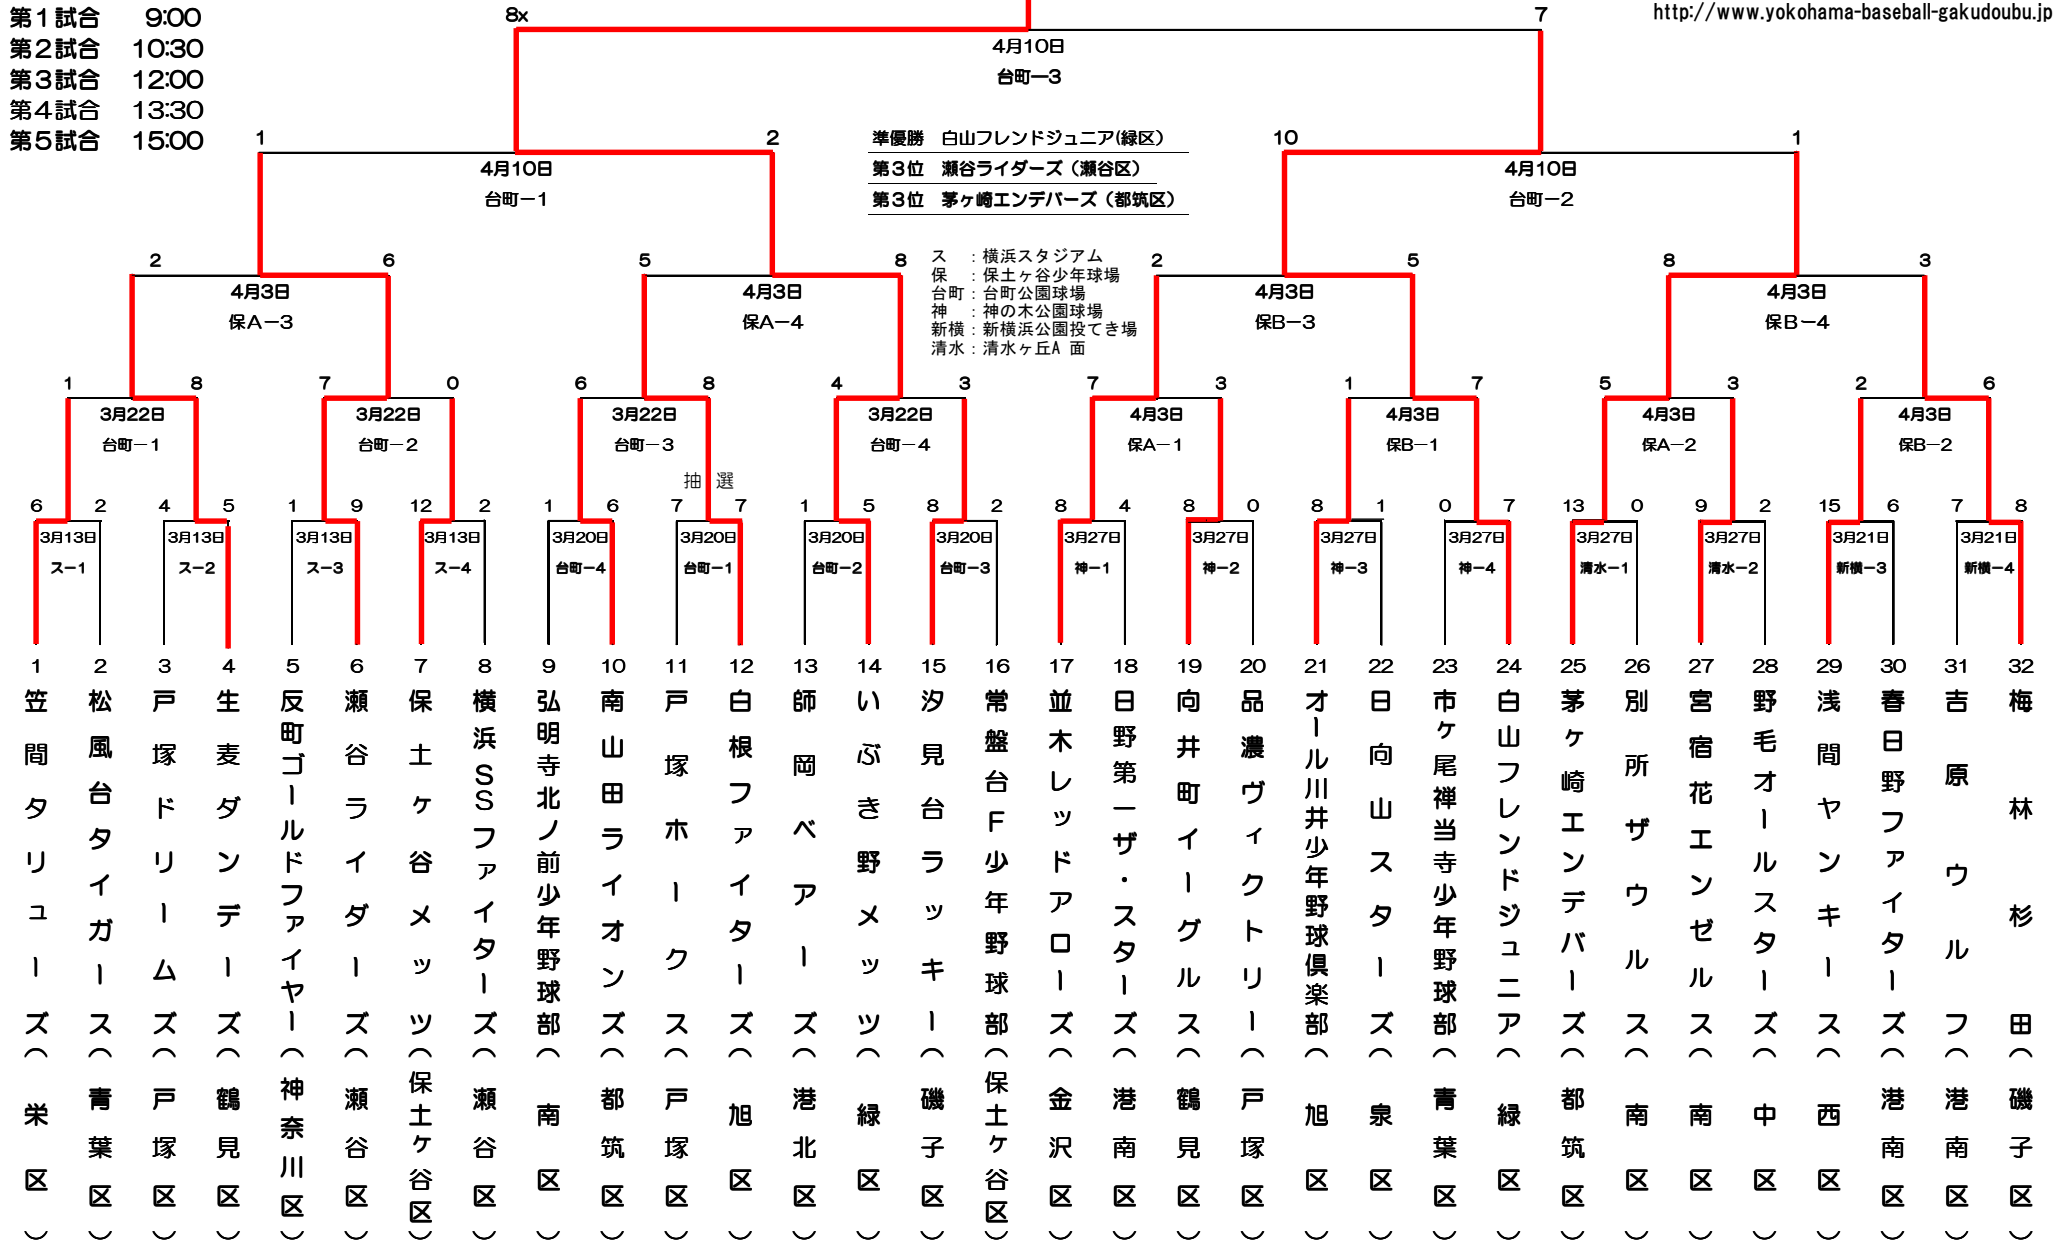 第1試合 9:00
第2試合 10:30
第3試合 12:00
第4試合 13:30
第5試合 15:00
http://www.yokohama-baseball-gakudoubu.jp
8x 7
4月10日
台町ー3
1 2 10 1
4月10日 4月10日
台町ー1 台町ー2
準優勝 白山フレンドジュニア(緑区)
第3位 瀬谷ライダーズ（瀬谷区）
第3位 茅ヶ崎エンデバーズ（都筑区）
ス ：横浜スタジアム
保 ：保土ヶ谷少年球場
台町：台町公園球場
神 ：神の木公園球場
新横：新横浜公園投てき場
清水：清水ヶ丘A 面
2 6 5 8 2 5 8 3
4月3日 4月3日 4月3日 4月3日
保A－3 保A－4 保B－3 保B－4
1 8 7 0 6 8 4 3 7 3 1 7 5 3 2 6
3月22日 3月22日 3月22日 3月22日 4月3日 4月3日 4月3日 4月3日
台町－1 台町－2 台町－3 台町－4 保A－1 保B－1 保A－2 保B－2
抽 選
6 2 4 5 1 9 12 2 1 6 7 7 1 5 8 2 8 4 8 0 8 1 0 7 13 0 9 2 15 6 7 8
3月13日 3月13日 3月13日 3月13日 3月20日 3月20日 3月20日 3月20日 3月27日 3月27日 3月27日 3月27日 3月27日 3月27日 3月21日 3月21日
スー1 スー2 スー3 スー4 台町ー4 台町ー1 台町ー2 台町ー3 神ー1 神ー2 神ー3 神ー4 清水ー1 清水ー2 新横ー3 新横ー4
1 笠間タリューズ（栄区）
2 松風台タイガース（青葉区）
3 戸塚ドリームズ（戸塚区）
4 生麦ダンデーズ（鶴見区）
5 反町ゴールドファイヤー（神奈川区）
6 瀬谷ライダーズ（瀬谷区）
7 保土ヶ谷メッツ（保土ヶ谷区）
8 横浜SSファイターズ（瀬谷区）
9 弘明寺北ノ前少年野球部（南区）
10 南山田ライオンズ（都筑区）
11 戸塚ホークス（戸塚区）
12 白根ファイターズ（旭区）
13 師岡ベアーズ（港北区）
14 いぶき野メッツ（緑区）
15 汐見台ラッキー（磯子区）
16 常盤台F少年野球部（保土ヶ谷区）
17 並木レッドアローズ（金沢区）
18 日野第一ザ・スターズ（港南区）
19 向井町イーグルス（鶴見区）
20 品濃ヴィクトリー（戸塚区）
21 オール川井少年野球倶楽部（旭区）
22 日向山スターズ（泉区）
23 市ヶ尾禅当寺少年野球部（青葉区）
24 白山フレンドジュニア（緑区）
25 茅ヶ崎エンデバーズ（都筑区）
26 別所ザウルス（南区）
27 宮宿花エンゼルス（南区）
28 野毛オールスターズ（中区）
29 浅間ヤンキース（西区）
30 春日野ファイターズ（港南区）
31 吉原ウルフ（港南区）
32 梅林杉田（磯子区）